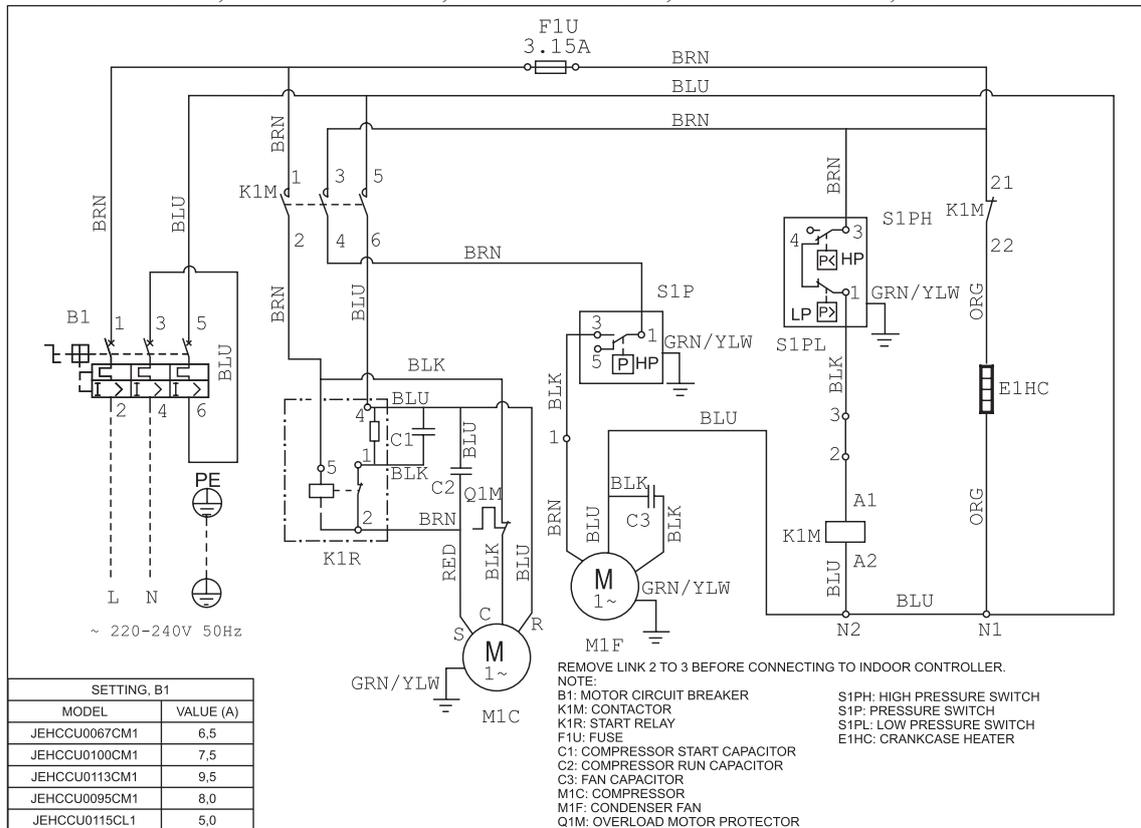 F1U
3.15A
BRN
BLU
BRN
BRN
BRN
BLU
K1M
1
3
5
2
4
6
BRN
BRN
BLU
BRN
S1PH
4
3
P<
HP
LP
P>
1
GRN/YLW
S1PL
21
K1M
22
ORG
E1HC
ORG
B1
1
3
5
BLU
2
4
6
PE
L
N
~ 220-240V 50Hz
S1P
3
1
5
P
HP
GRN/YLW
BLK
1
BRN
BLU
BLK
C3
BLK
M
1~
GRN/YLW
M1F
BLK
BLU
4
C1
1
BLK
5
2
K1R
BLU
C2
Q1M
BRN
RED
BLK
BLU
S
C
R
M
1~
GRN/YLW
M1C
BLU
BLK
3
2
A1
K1M
A2
BLU
BLU
N2
N1
SETTING, B1
MODEL VALUE (A)
JEHCCU0067CM1 6,5
JEHCCU0100CM1 7,5
JEHCCU0113CM1 9,5
JEHCCU0095CM1 8,0
JEHCCU0115CL1 5,0
REMOVE LINK 2 TO 3 BEFORE CONNECTING TO INDOOR CONTROLLER.
NOTE:
B1: MOTOR CIRCUIT BREAKER
K1M: CONTACTOR
K1R: START RELAY
F1U: FUSE
C1: COMPRESSOR START CAPACITOR
C2: COMPRESSOR RUN CAPACITOR
C3: FAN CAPACITOR
M1C: COMPRESSOR
M1F: CONDENSER FAN
Q1M: OVERLOAD MOTOR PROTECTOR
S1PH: HIGH PRESSURE SWITCH
S1P: PRESSURE SWITCH
S1PL: LOW PRESSURE SWITCH
E1HC: CRANKCASE HEATER